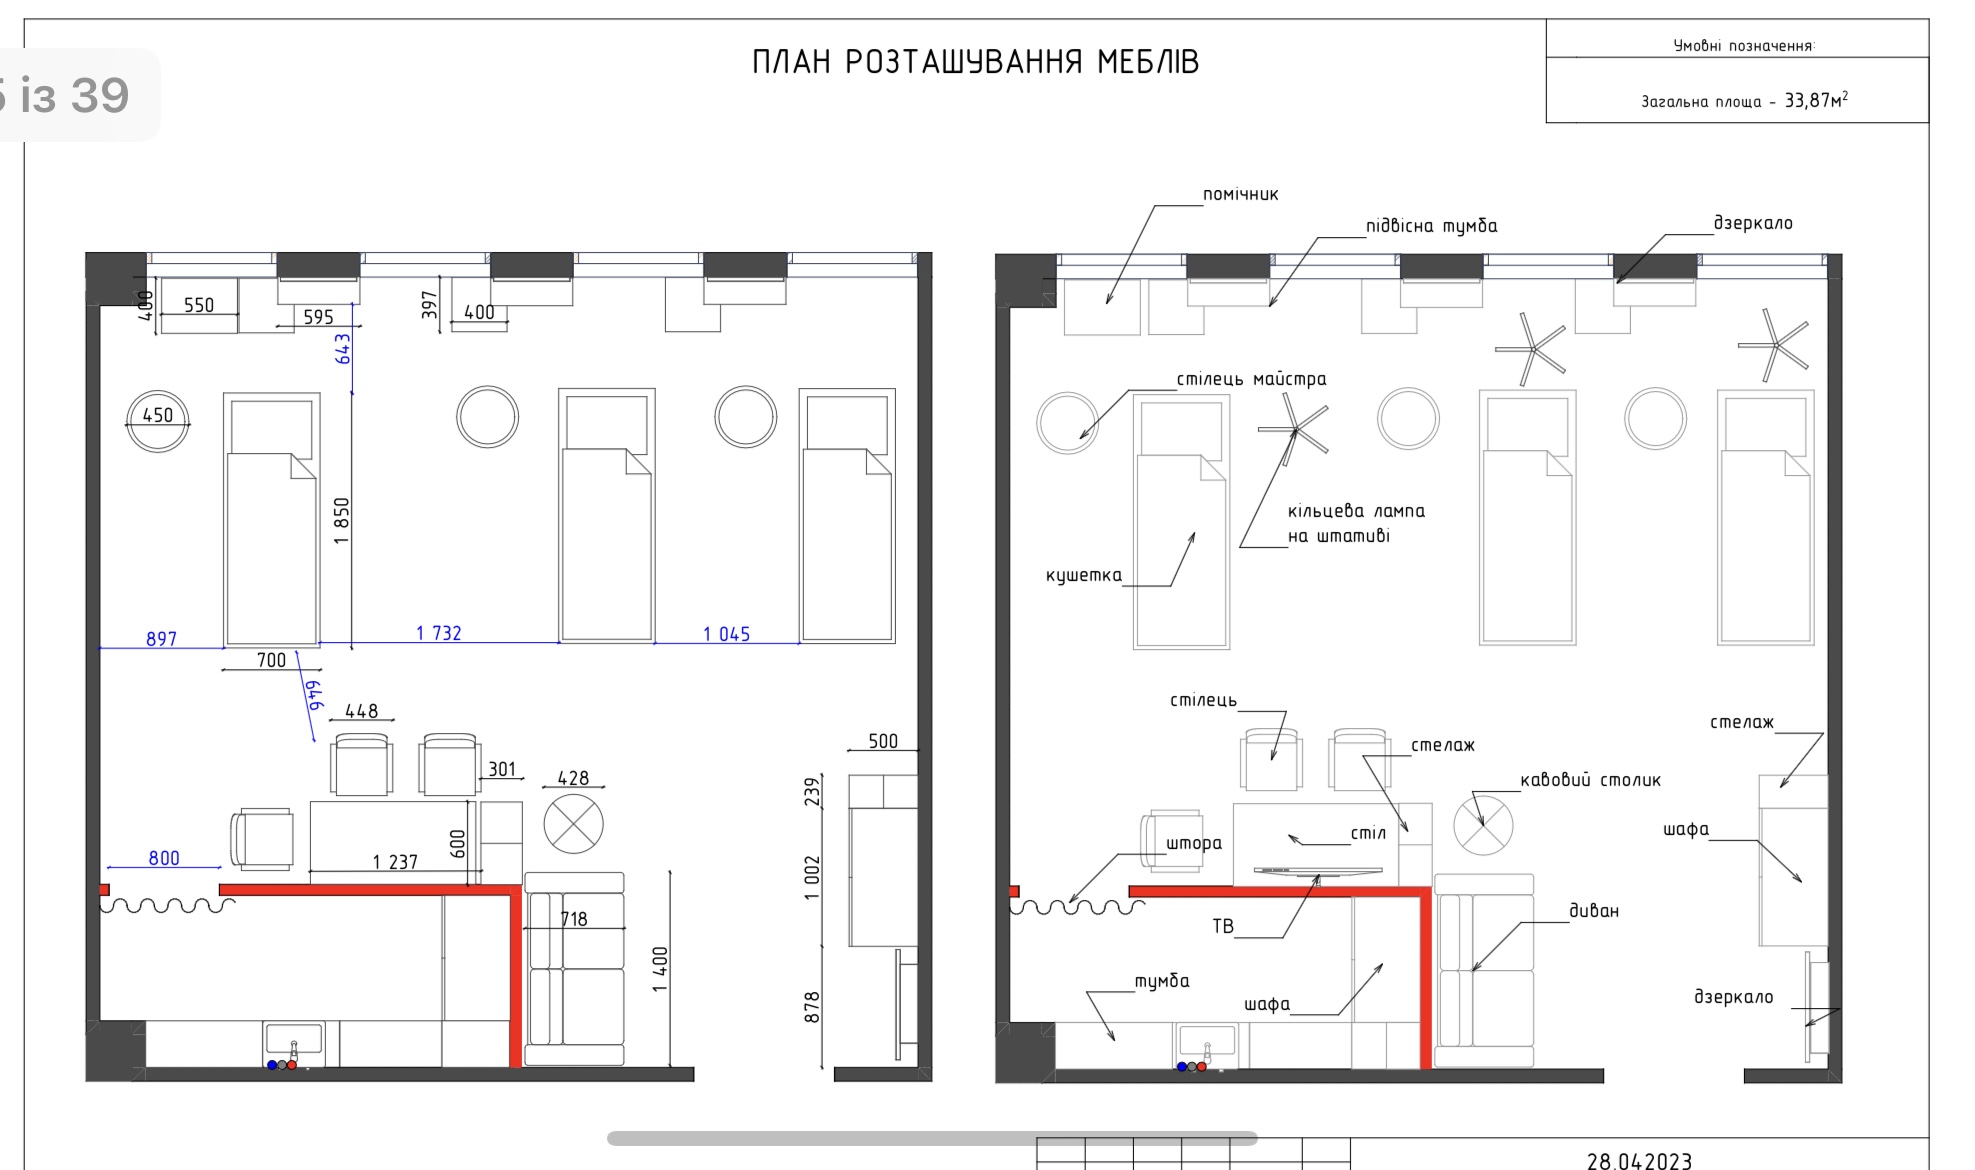 ПЛАН РОЗТАШУВАННЯ МЕБЛІВ
Умовні позначення:
Загальна площа - 33,87м²
5 із 39
400
550
595
643
397
400
450
1 850
897
1 732
1 045
700
649
448
301
428
500
239
600
1 237
800
1 002
718
1 400
878
помічник
підвісна тумба
дзеркало
стілець майстра
кільцева лампа
на штативі
кушетка
стілець
стелаж
стелаж
кавовий столик
шафа
стіл
штора
ТВ
диван
тумба
шафа
дзеркало
28.042023